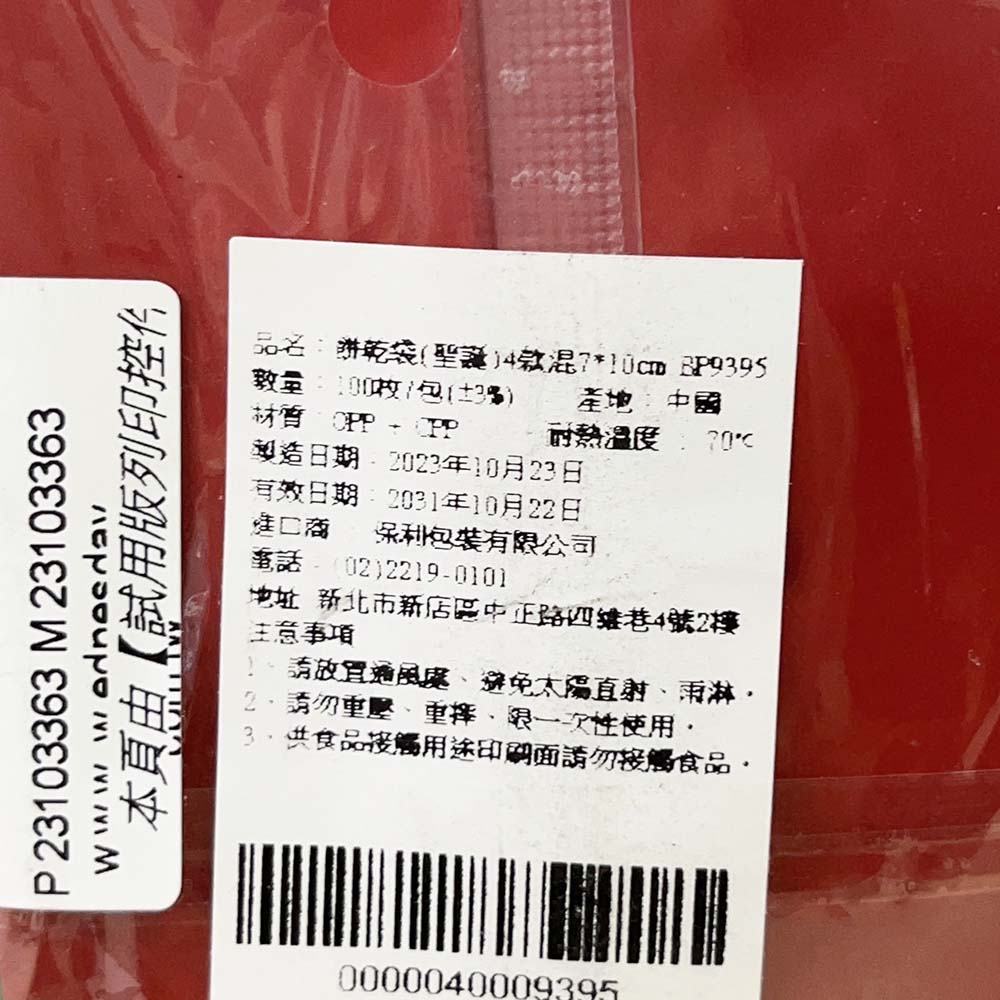 品名：餅乾袋(聖誕)4款混7*10cm BP9395
數量：100枚/包(±3%) 產地：中國
材質：OPP + CPP 耐熱溫度：70℃
製造日期：2023年10月23日
有效日期：2031年10月22日
進口商：保利包裝有限公司
電話：(02)2219-0101
地址：新北市新店區中正路四維巷4號2樓
注意事項
1、請放置通風處、避免太陽直射、雨淋。
2、請勿重壓、重摔、限一次性使用。
3、供食品接觸用途印刷面請勿接觸食品。
0000040009395
P23103363 M23103363
本頁由【試用版列印控件